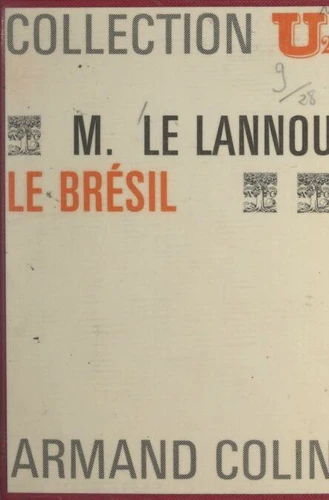 COLLECTION U2
9/28
M. LE LANNOU
LE BRÉSIL
ARMAND COLIN